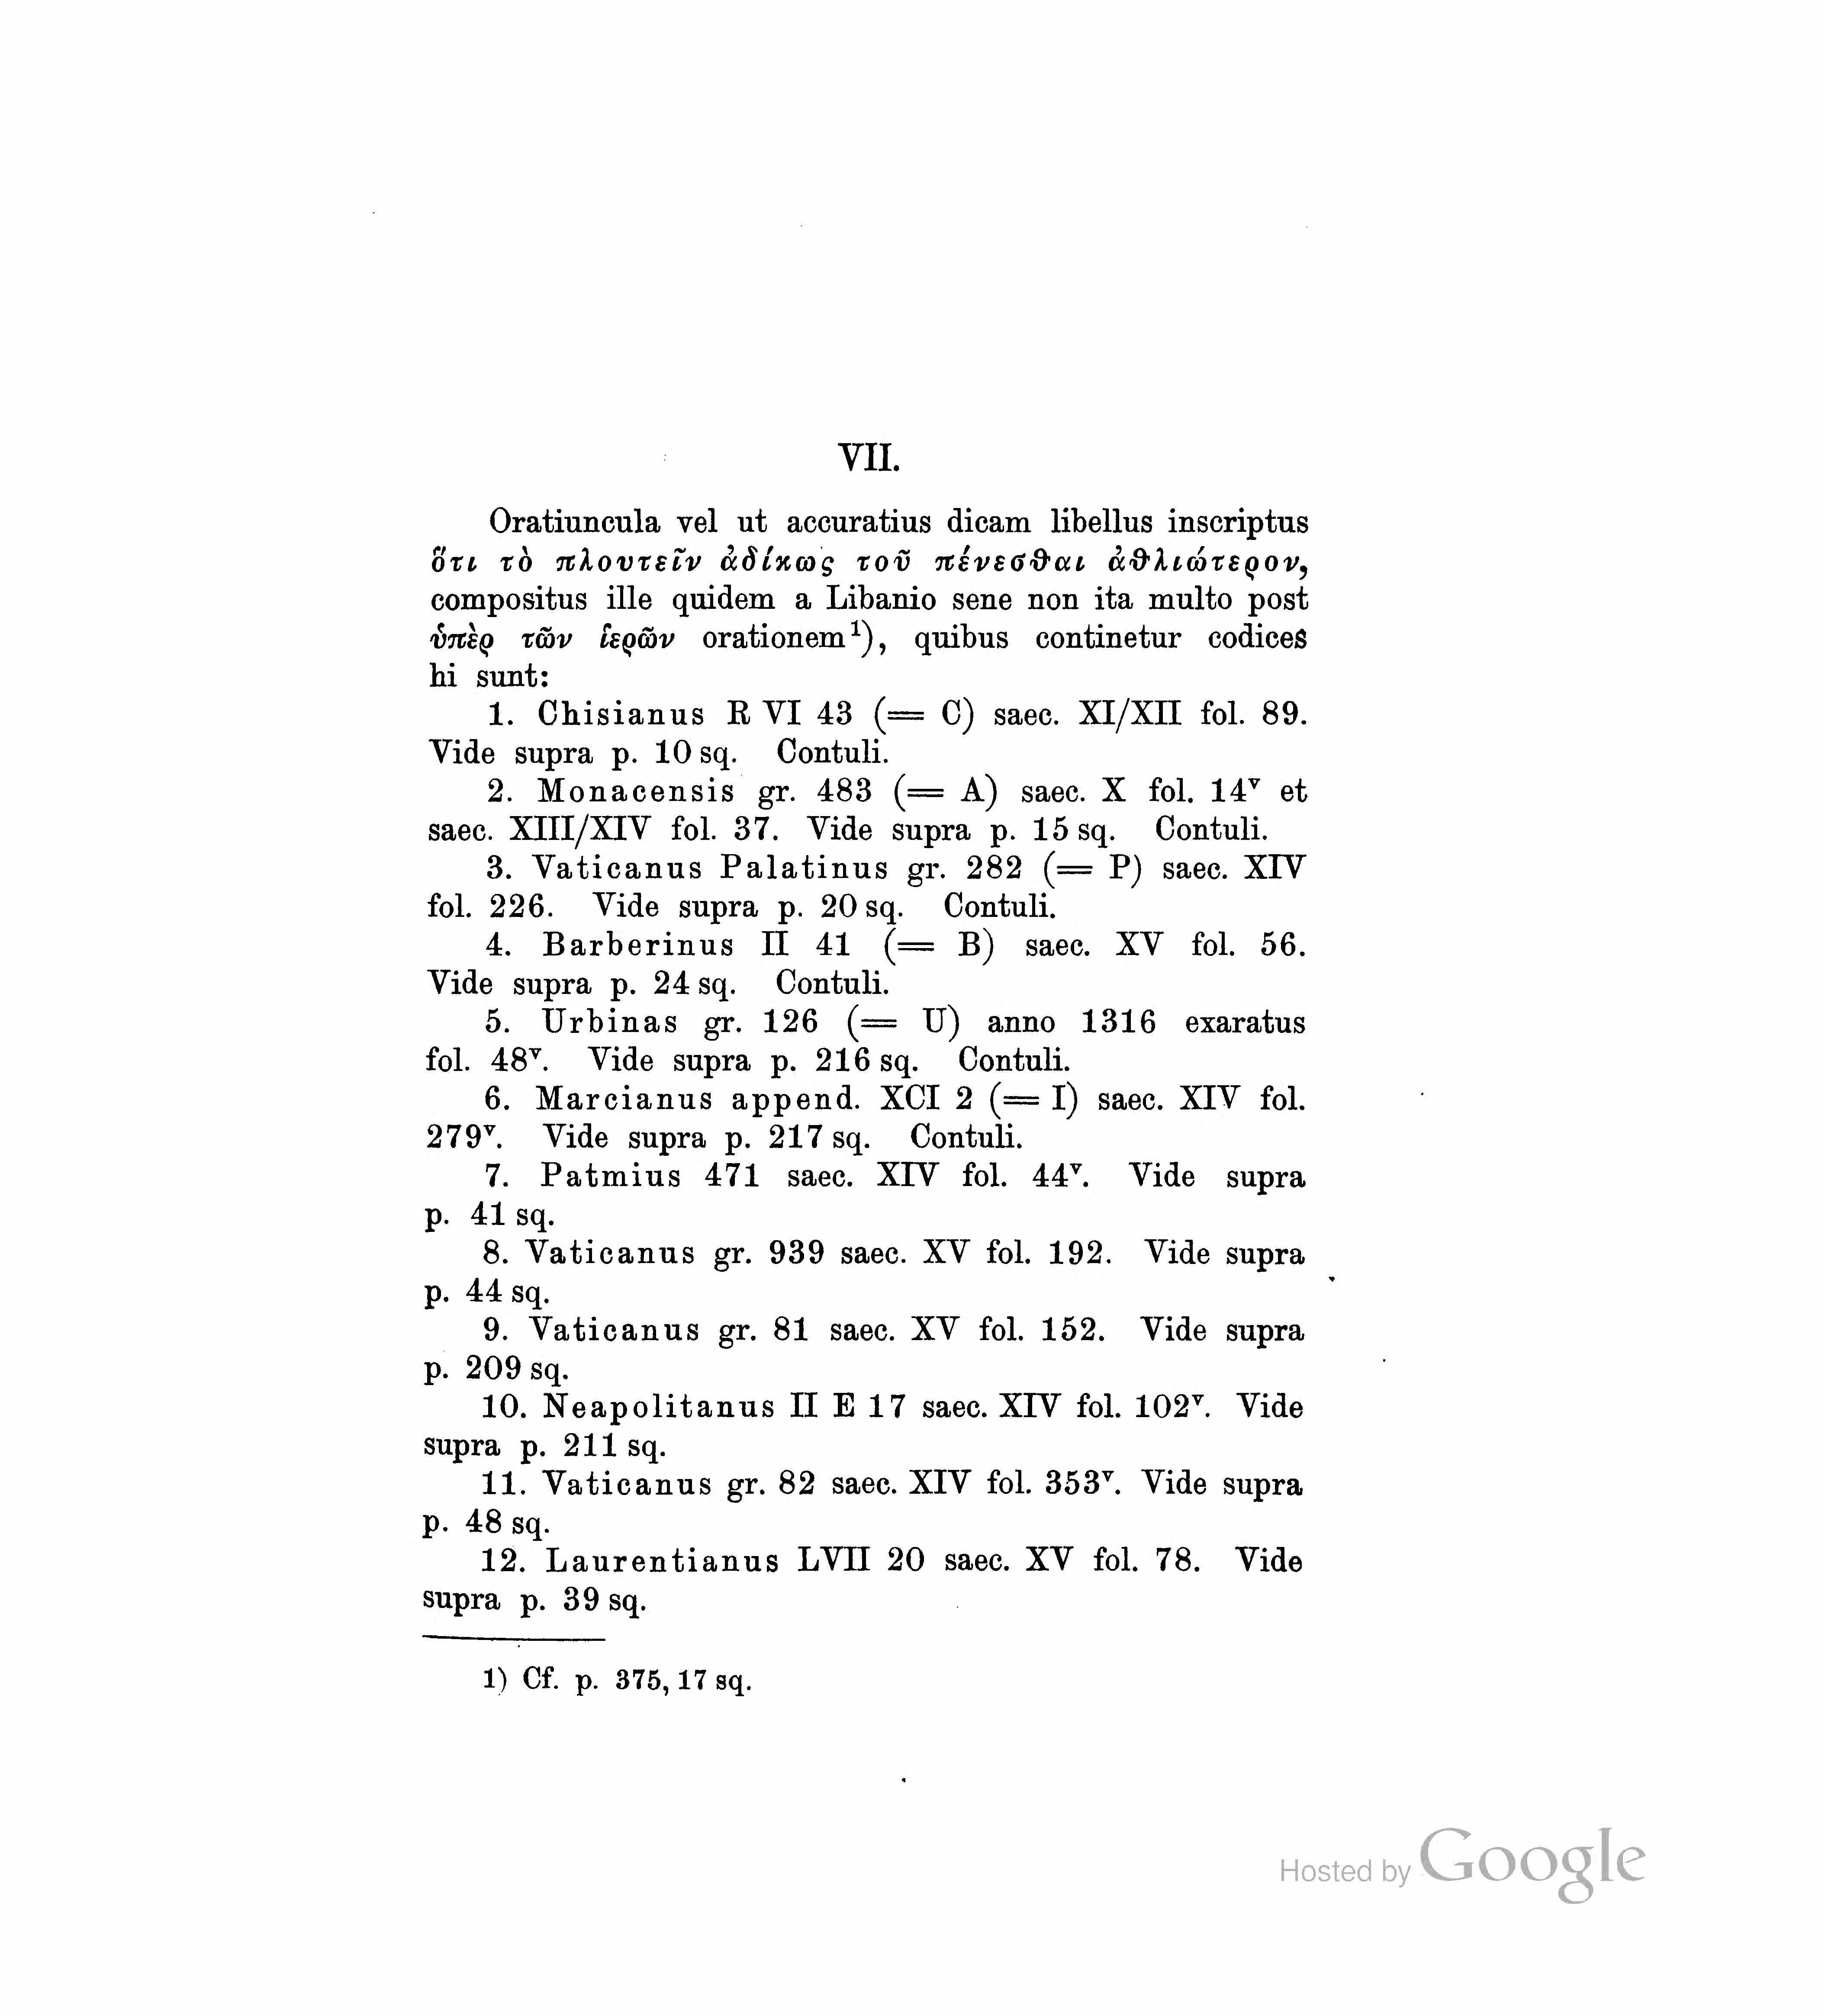 VII.
Oratiuncula vel ut accuratius dicam libellus inscriptus
ὅτι τὸ πλουτεῖν ἀδίκως τοῦ πένεσθαι ἀθλιώτερον,
compositus ille quidem a Libanio sene non ita multo post
ὑπὲρ τῶν ἱερῶν orationem¹), quibus continetur codices
hi sunt:
1. Chisianus R VI 43 (= C) saec. XI/XII fol. 89.
Vide supra p. 10 sq. Contuli.
2. Monacensis gr. 483 (= A) saec. X fol. 14ᵛ et
saec. XIII/XIV fol. 37. Vide supra p. 15 sq. Contuli.
3. Vaticanus Palatinus gr. 282 (= P) saec. XIV
fol. 226. Vide supra p. 20 sq. Contuli.
4. Barberinus II 41 (= B) saec. XV fol. 56.
Vide supra p. 24 sq. Contuli.
5. Urbinas gr. 126 (= U) anno 1316 exaratus
fol. 48ᵛ. Vide supra p. 216 sq. Contuli.
6. Marcianus append. XCI 2 (= I) saec. XIV fol.
279ᵛ. Vide supra p. 217 sq. Contuli.
7. Patmius 471 saec. XIV fol. 44ᵛ. Vide supra
p. 41 sq.
8. Vaticanus gr. 939 saec. XV fol. 192. Vide supra
p. 44 sq.
9. Vaticanus gr. 81 saec. XV fol. 152. Vide supra
p. 209 sq.
10. Neapolitanus II E 17 saec. XIV fol. 102ᵛ. Vide
supra p. 211 sq.
11. Vaticanus gr. 82 saec. XIV fol. 353ᵛ. Vide supra
p. 48 sq.
12. Laurentianus LVII 20 saec. XV fol. 78. Vide
supra p. 39 sq.
1) Cf. p. 375, 17 sq.
Hosted by Google